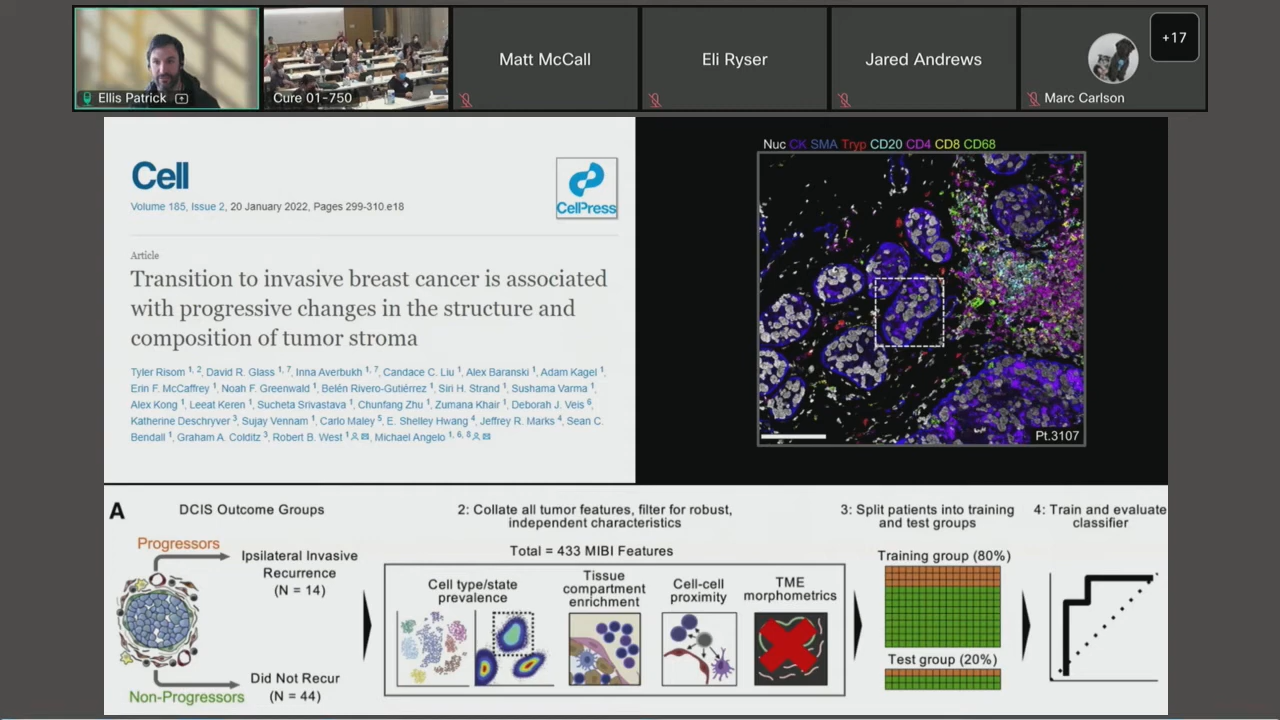 Ellis Patrick
Cure 01-750
Matt McCall
Eli Ryser
Jared Andrews
Marc Carlson
+17
Cell
Volume 185, Issue 2, 20 January 2022, Pages 299-310.e18
CellPress
Article
Transition to invasive breast cancer is associated
with progressive changes in the structure and
composition of tumor stroma
Tyler Risom 1, 2, David R. Glass 1, 7, Inna Averbukh 1, 7, Candace C. Liu 1, Alex Baranski 1, Adam Kagel 1,
Erin F. McCaffrey 1, Noah F. Greenwald 1, Belén Rivero-Gutiérrez 1, Siri H. Strand 1, Sushama Varma 1,
Alex Kong 1, Leeat Keren 1, Sucheta Srivastava 1, Chunfang Zhu 1, Zumana Khair 1, Deborah J. Veis 6,
Katherine Deschryver 3, Sujay Vennam 1, Carlo Maley 5, E. Shelley Hwang 4, Jeffrey R. Marks 4, Sean C.
Bendall 1, Graham A. Colditz 3, Robert B. West 1, Michael Angelo 1, 6, 8
Nuc CK SMA Tryp CD20 CD4 CD8 CD68
Pt.3107
A
DCIS Outcome Groups
Progressors
Ipsilateral Invasive
Recurrence
(N = 14)
Did Not Recur
(N = 44)
Non-Progressors
2: Collate all tumor features, filter for robust,
independent characteristics
Total = 433 MIBI Features
Cell type/state
prevalence
Tissue
compartment
enrichment
Cell-cell
proximity
TME
morphometrics
3: Split patients into training
and test groups
Training group (80%)
Test group (20%)
4: Train and evaluate
classifier